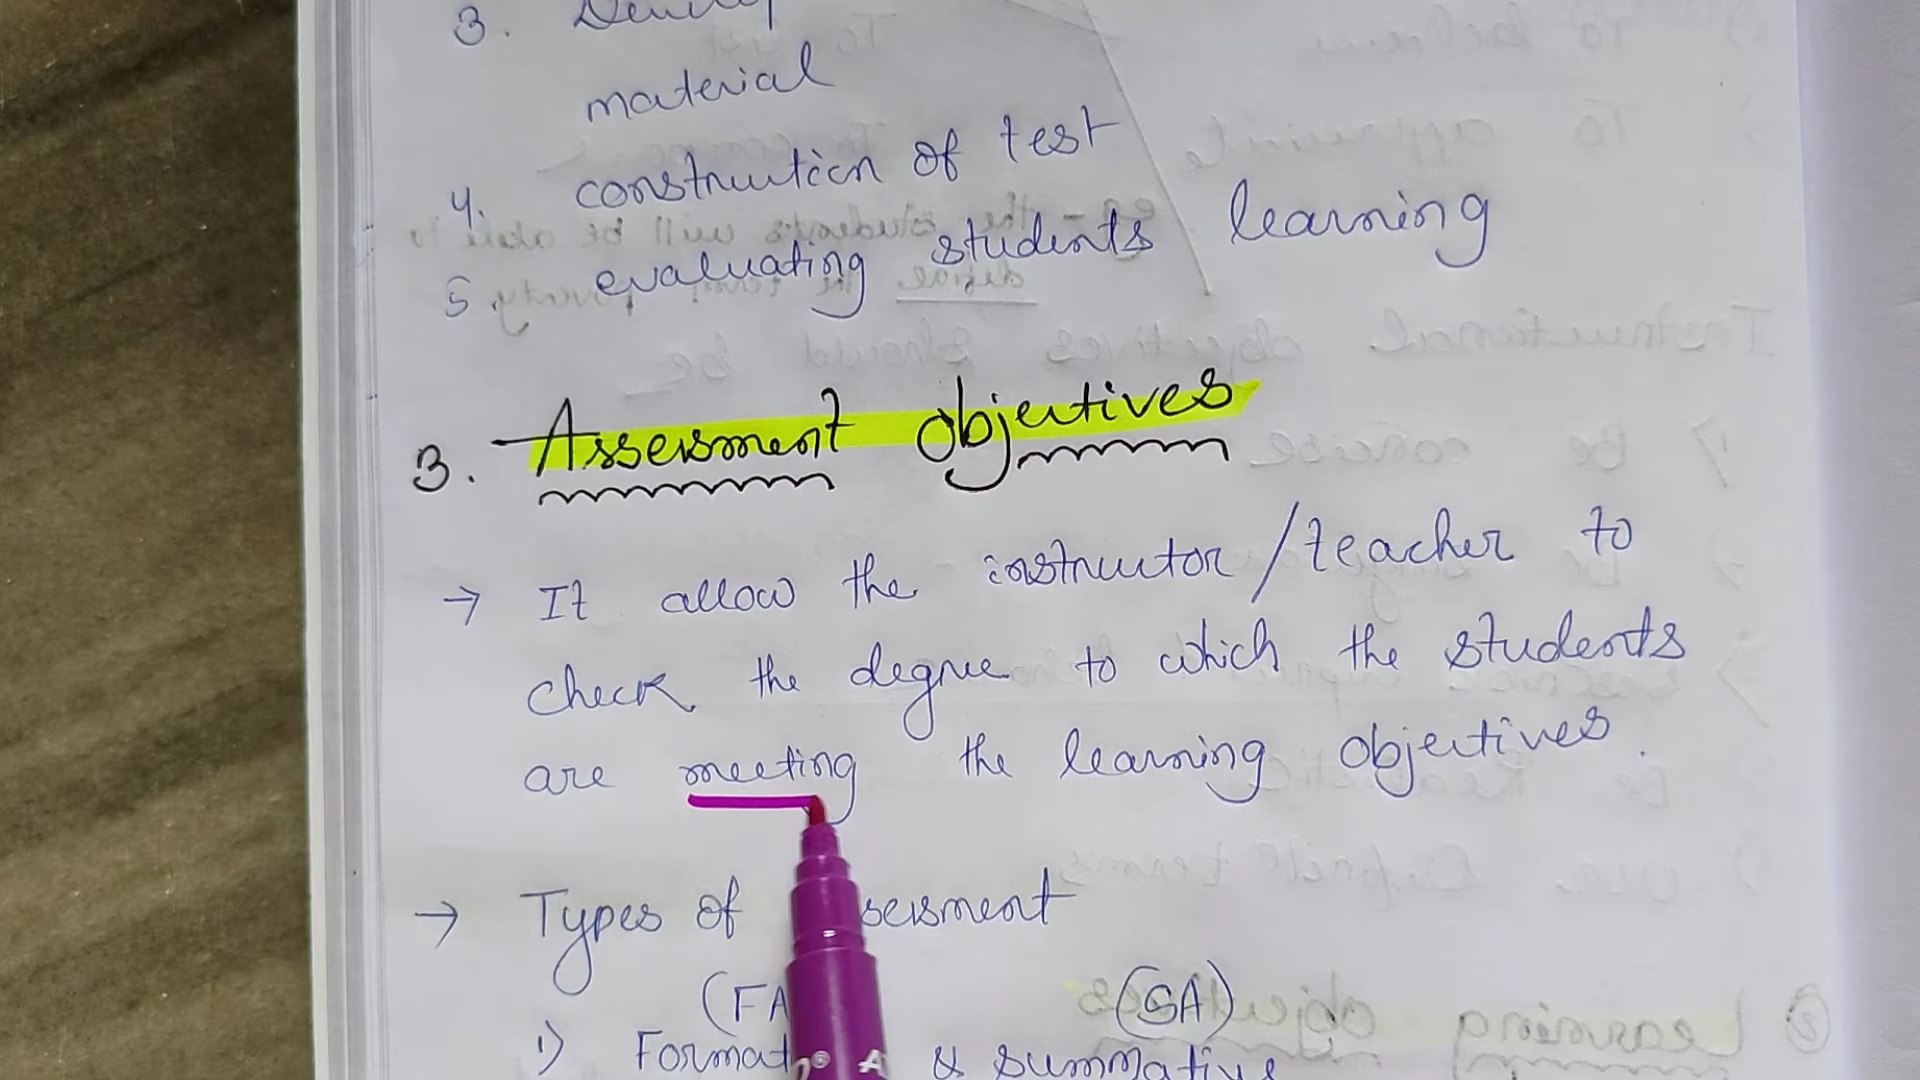 3.
material
4. construction of test
5. evaluating students learning
3. Assessment objectives
→ It allow the instructor/teacher to
check the degree to which the students
are meeting the learning objectives.
→ Types of
(FA (SA)
1) Format & summative